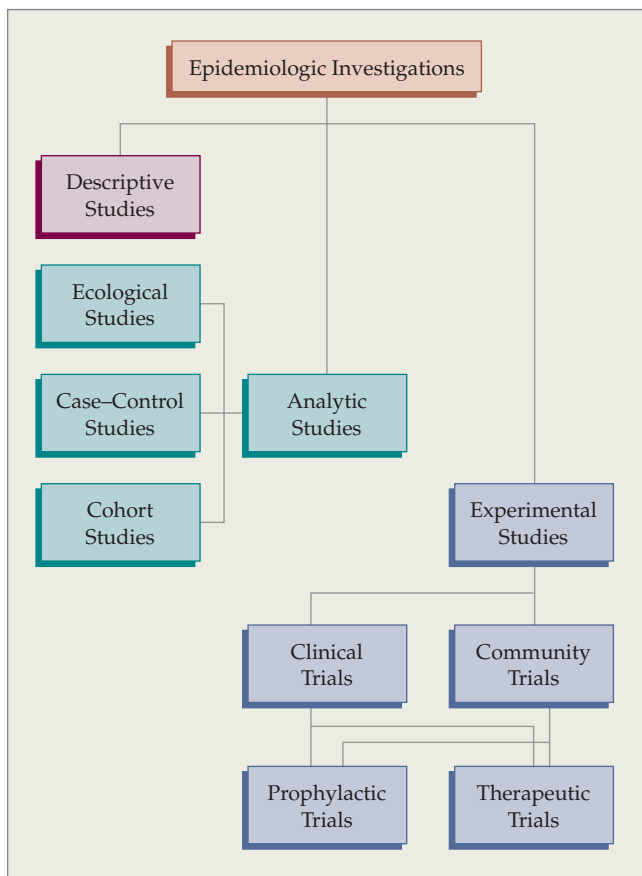 Epidemiologic Investigations
Descriptive
Studies
Ecological
Studies
Case–Control
Studies
Analytic
Studies
Cohort
Studies
Experimental
Studies
Clinical
Trials
Community
Trials
Prophylactic
Trials
Therapeutic
Trials